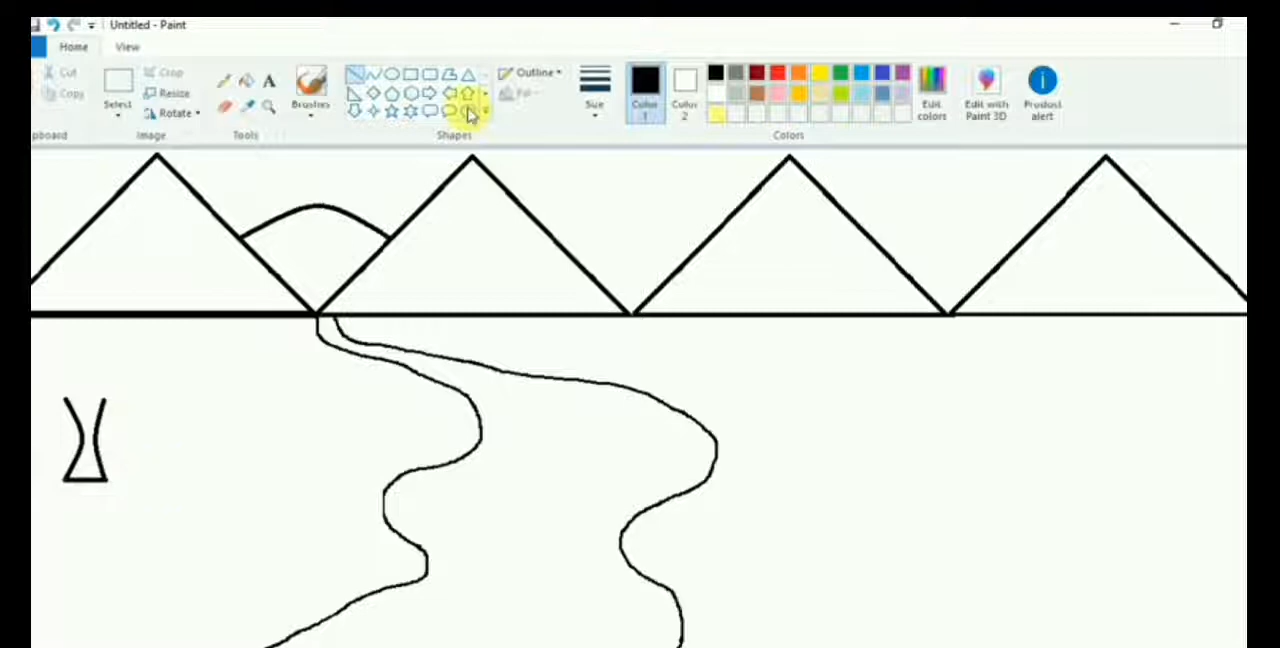 Untitled - Paint
Home View
Cut
Copy
Select
Crop
Resize
Rotate
A
Brushes
Outline
Fill
Size
Color 1
Color 2
Edit colors
Edit with Paint 3D
Product alert
pboard
Image
Tools
Shapes
Colors